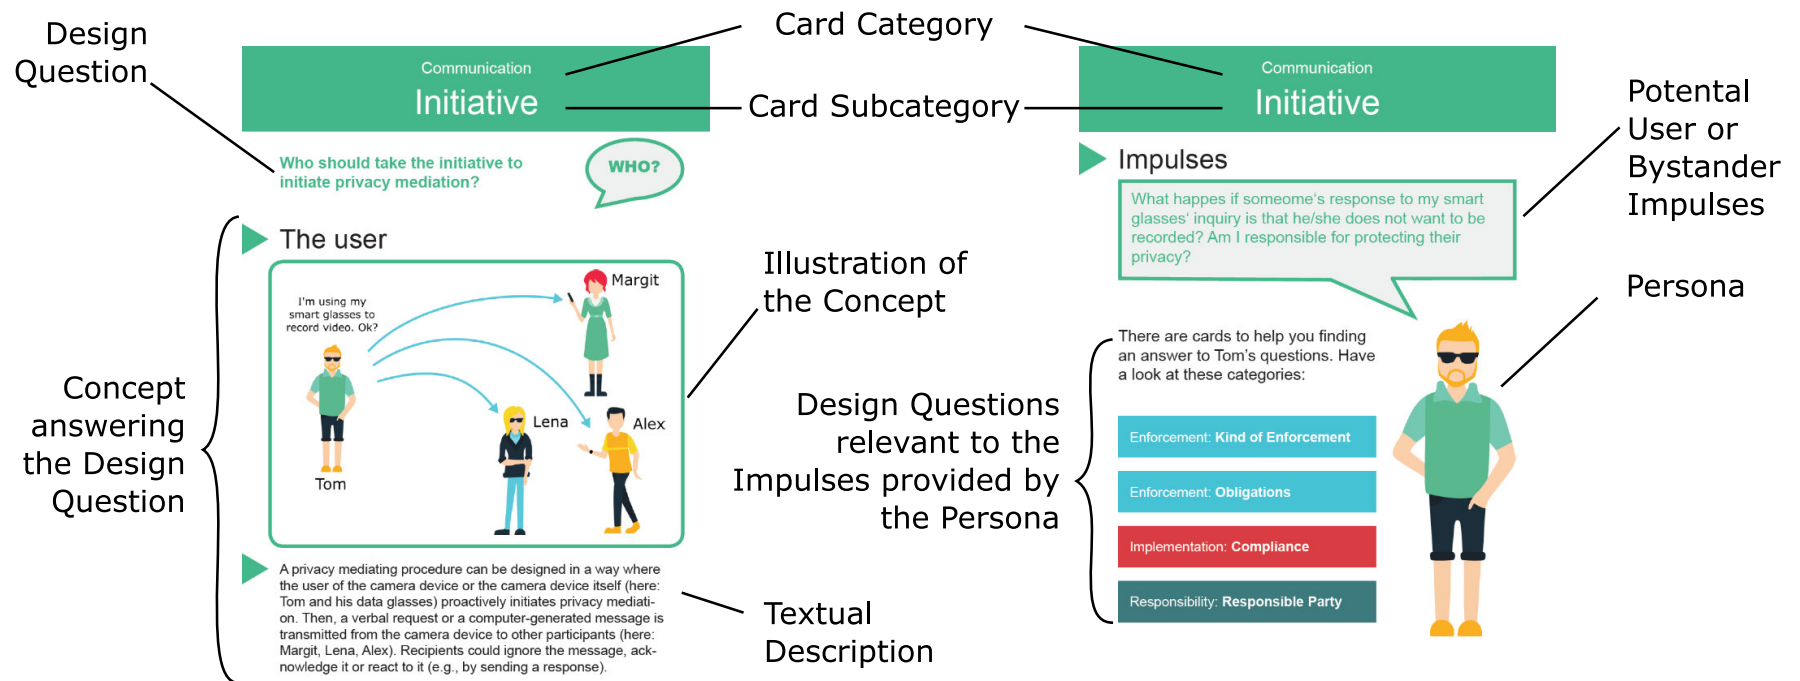 Design
Question
Card Category
Card Subcategory
Communication
Initiative
Who should take the initiative to
initiate privacy mediation?
WHO?
The user
I'm using my
smart glasses to
record video. Ok?
Margit
Lena
Alex
Tom
A privacy mediating procedure can be designed in a way where
the user of the camera device or the camera device itself (here:
Tom and his data glasses) proactively initiates privacy mediati-
on. Then, a verbal request or a computer-generated message is
transmitted from the camera device to other participants (here:
Margit, Lena, Alex). Recipients could ignore the message, ack-
nowledge it or react to it (e.g., by sending a response).
Concept
answering
the Design
Question
Illustration of
the Concept
Textual
Description
Communication
Initiative
Impulses
What happes if someone‘s response to my smart
glasses‘ inquiry is that he/she does not want to be
recorded? Am I responsible for protecting their
privacy?
There are cards to help you finding
an answer to Tom’s questions. Have
a look at these categories:
Enforcement: Kind of Enforcement
Enforcement: Obligations
Implementation: Compliance
Responsibility: Responsible Party
Design Questions
relevant to the
Impulses provided by
the Persona
Potental
User or
Bystander
Impulses
Persona